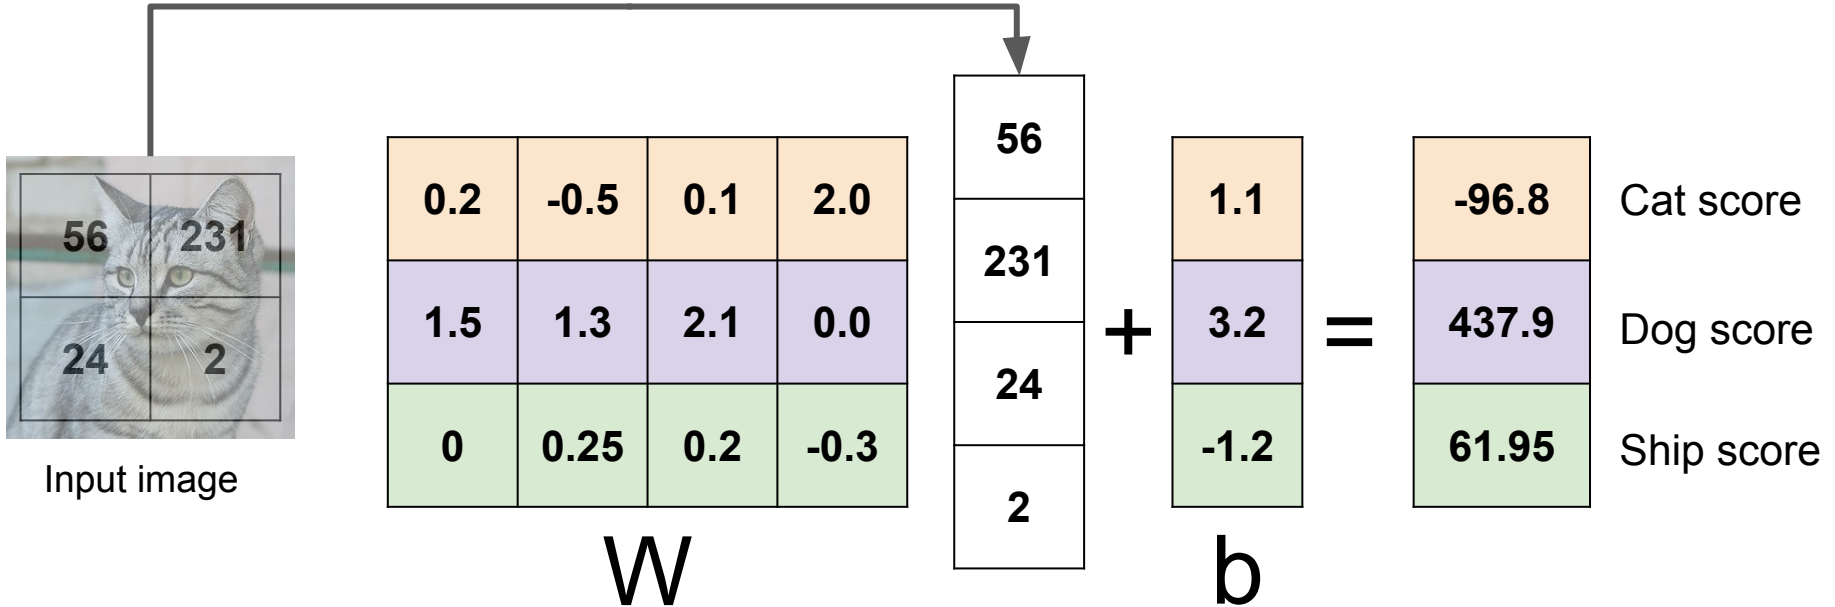 56 231
24 2
Input image
0.2 -0.5 0.1 2.0
1.5 1.3 2.1 0.0
0 0.25 0.2 -0.3
W
56
231
24
2
+
1.1
3.2
-1.2
b
=
-96.8 Cat score
437.9 Dog score
61.95 Ship score